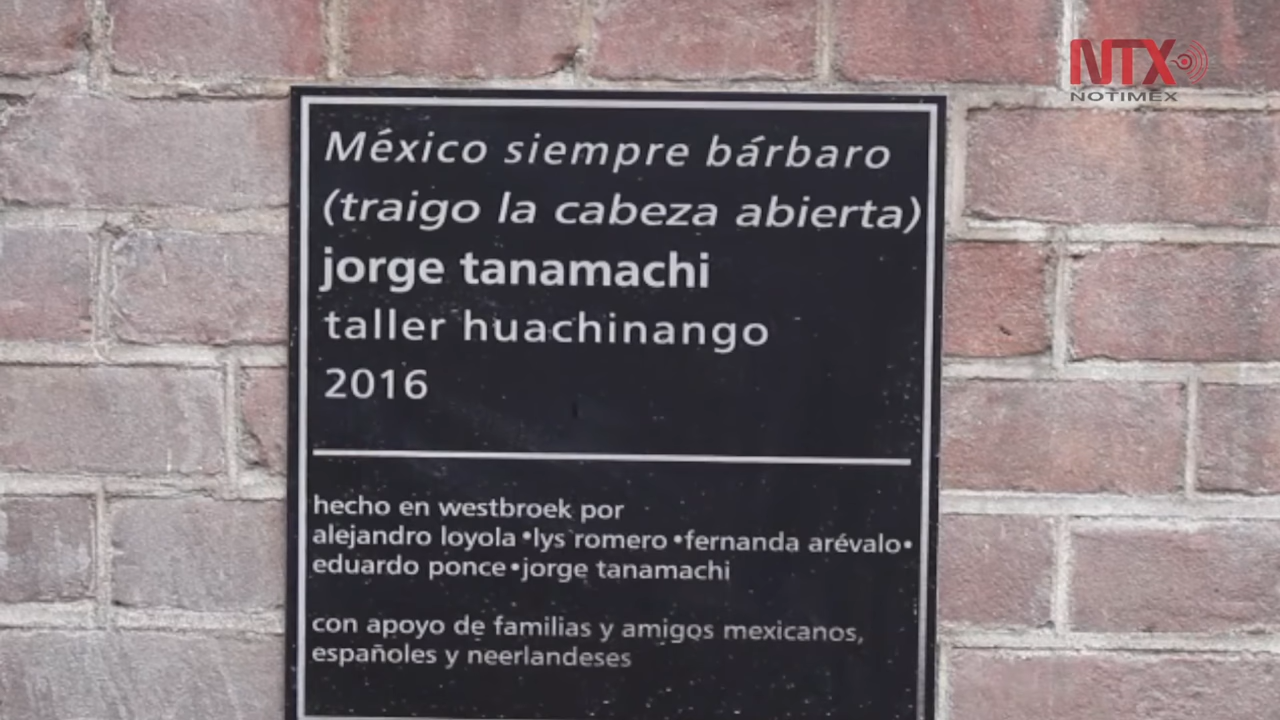 NTX
NOTIMEX
México siempre bárbaro
(traigo la cabeza abierta)
jorge tanamachi
taller huachinango
2016
hecho en westbroek por
alejandro loyola•lys romero•fernanda arévalo•
eduardo ponce•jorge tanamachi
con apoyo de familias y amigos mexicanos,
españoles y neerlandeses